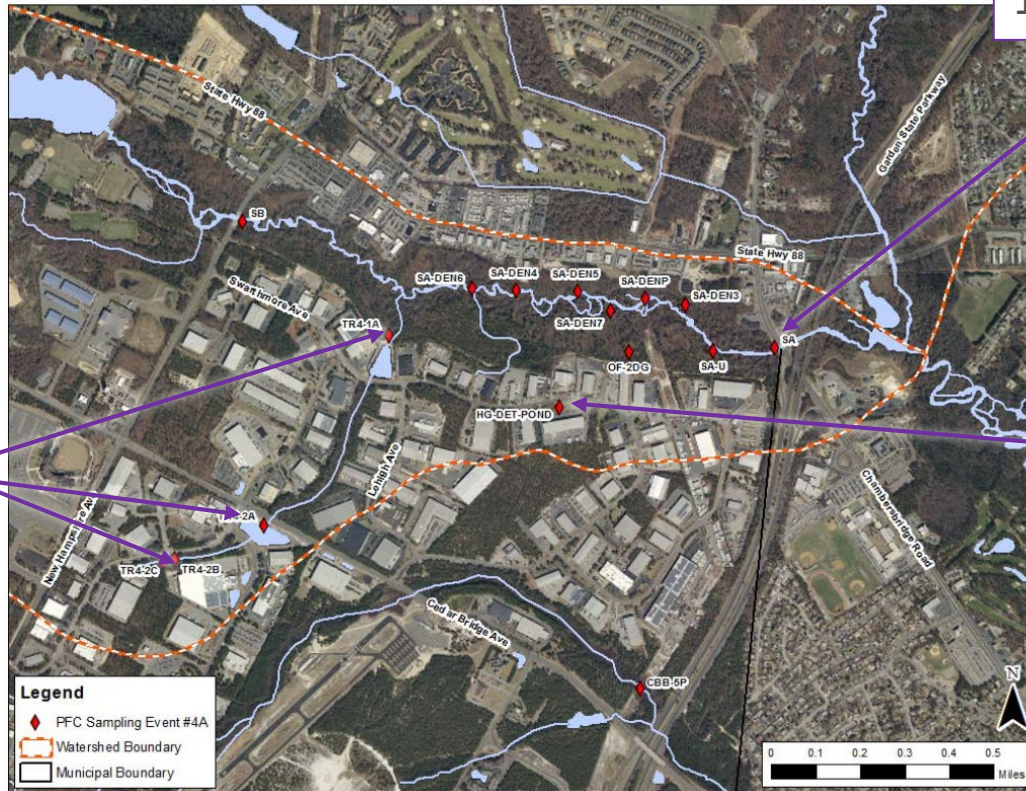 State Hwy 88
Garden State Parkway
SB
State Hwy 88
SA-DEN6
SA-DEN4
SA-DEN5
SA-DENP
SA-DEN3
Swarthmore Ave
SA-DEN7
TR4-1A
SA
OF-2DG
SA-U
HG-DET-POND
Lehigh Ave
Chambersbridge Road
New Hampshire Av
TR4-2C
TR4-2B
Cedar Bridge Ave
CBB-5P
N
Legend
PFC Sampling Event #4A
Watershed Boundary
Municipal Boundary
0 0.1 0.2 0.3 0.4 0.5
Miles